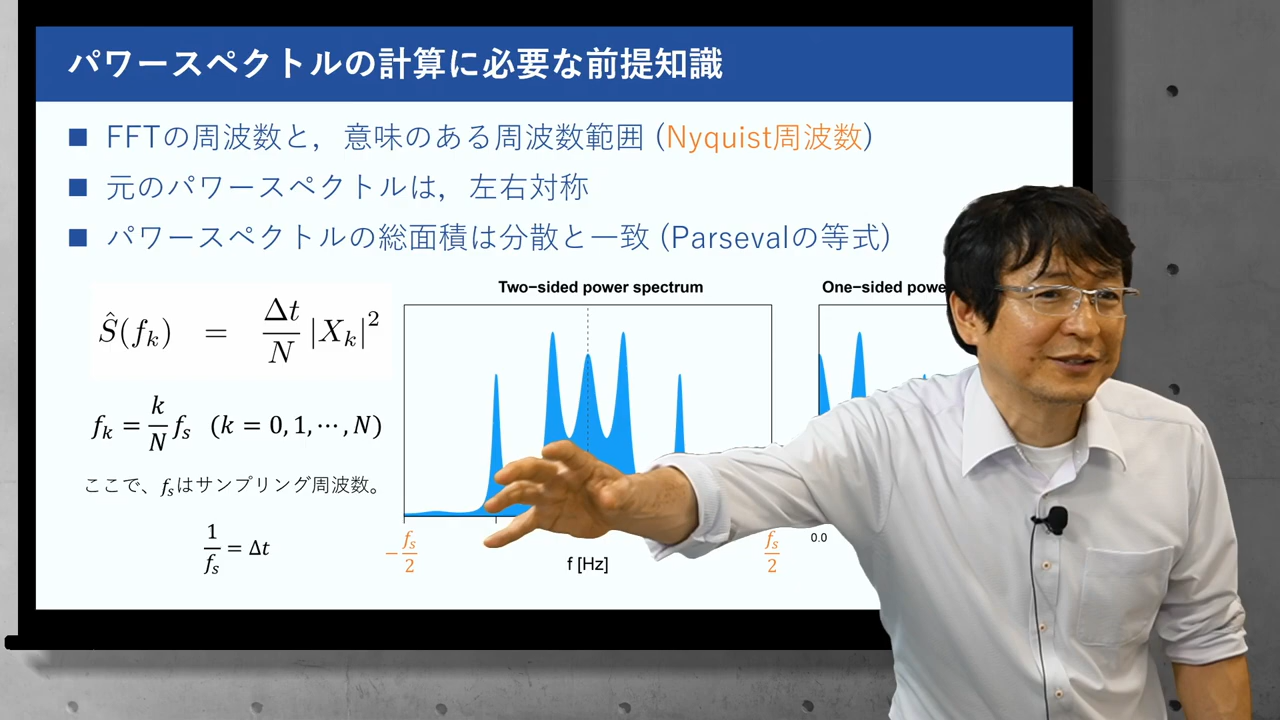 パワースペクトルの計算に必要な前提知識
■ FFTの周波数と，意味のある周波数範囲 (Nyquist周波数)
■ 元のパワースペクトルは，左右対称
■ パワースペクトルの総面積は分散と一致 (Parsevalの等式)
Two−sided power spectrum
One−sided powe
Ŝ(f_k) = Δt/N |X_k|²
f_k = k/N f_s (k = 0, 1, ⋯, N)
ここで、f_sはサンプリング周波数。
1/f_s = Δt
−f_s/2
f [Hz]
f_s/2
0.0